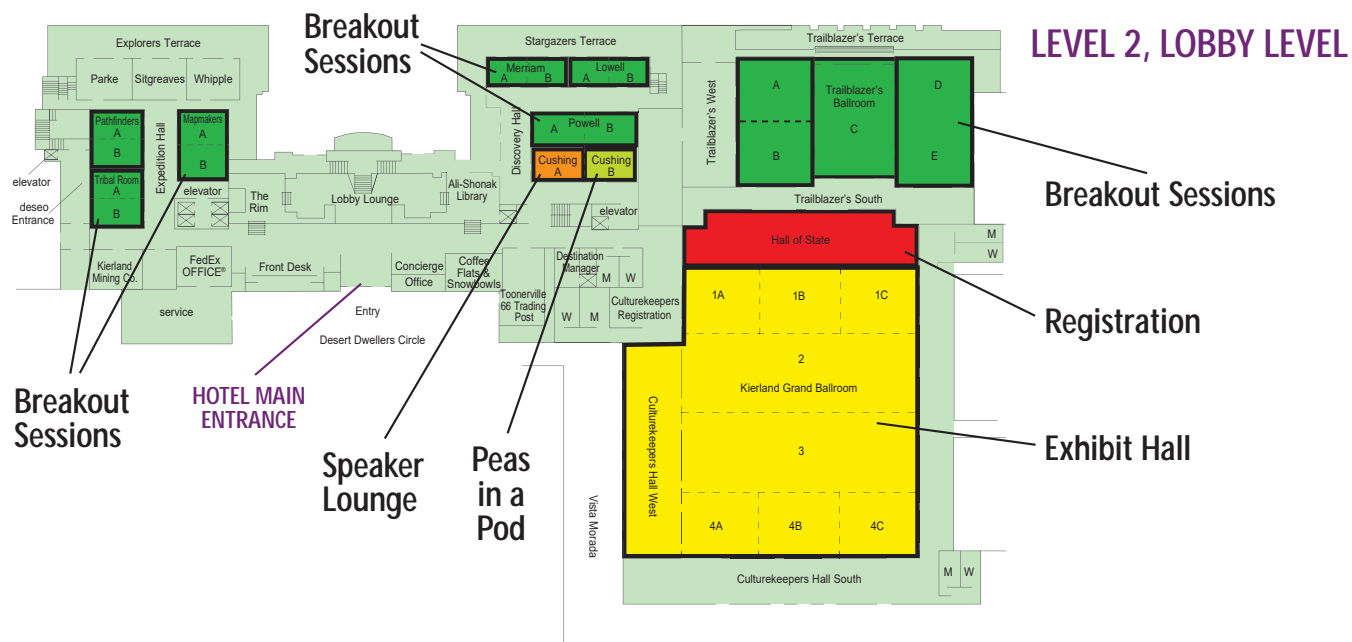 LEVEL 2, LOBBY LEVEL
Breakout
Sessions
Explorers Terrace
Stargazers Terrace
Trailblazer's Terrace
Parke
Sitgreaves
Whipple
Merriam
A
B
Lowell
A
B
Trailblazer's West
A
B
Trailblazer's
Ballroom
C
D
E
Pathfinders
A
B
Expedition Hall
Mapmakers
A
B
Discovery Hall
A
Powell
B
Cushing
A
Cushing
B
elevator
deseo
Entrance
Tribal Room
A
B
elevator
The
Rim
Lobby Lounge
Ali-Shonak
Library
elevator
Trailblazer's South
Breakout Sessions
Hall of State
M
W
Kierland
Mining Co.
FedEx
OFFICE®
Front Desk
Concierge
Office
Coffee
Flats &
Snowbowls
Destination
Manager
M
W
Toonerville
66 Trading
Post
W
M
Culturekeepers
Registration
service
Entry
Desert Dwellers Circle
HOTEL MAIN
ENTRANCE
Breakout
Sessions
Speaker
Lounge
Peas
in a
Pod
Vista Morada
Culturekeepers Hall West
1A
1B
1C
2
Kierland Grand Ballroom
3
4A
4B
4C
Registration
Exhibit Hall
Culturekeepers Hall South
M
W